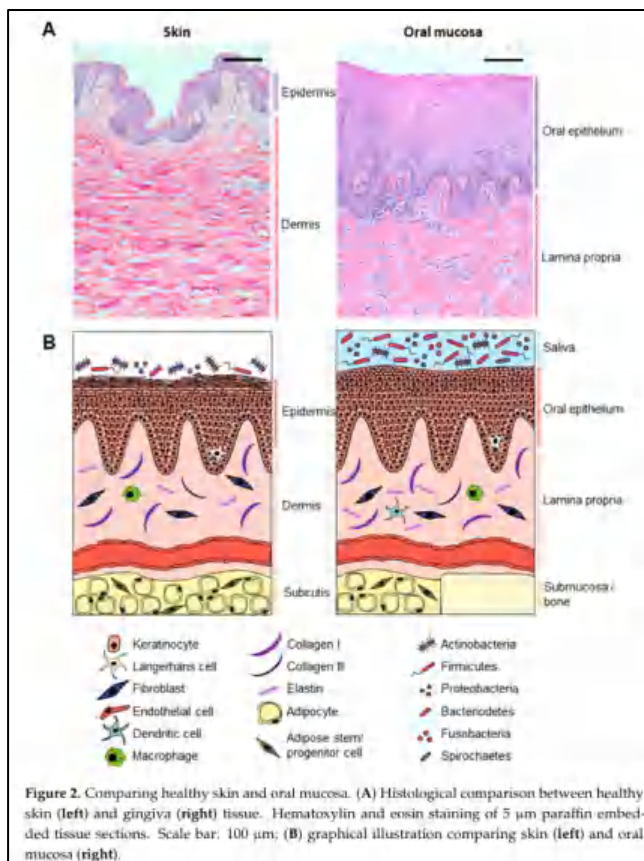 A
Skin
Oral mucosa
Epidermis
Dermis
Oral epithelium
Lamina propria
B
Saliva
Epidermis
Oral epithelium
Dermis
Lamina propria
Subcutis
Submucosa /
bone
Keratinocyte
Langerhans cell
Fibroblast
Endothelial cell
Dendritic cell
Macrophage
Collagen I
Collagen III
Elastin
Adipocyte
Adipose stem/
progenitor cell
Actinobacteria
Firmicutes
Proteobacteria
Bacteriodetes
Fusobacteria
Spirochaetes
Figure 2. Comparing healthy skin and oral mucosa. (A) Histological comparison between healthy
skin (left) and gingiva (right) tissue. Hematoxylin and eosin staining of 5 μm paraffin embed-
ded tissue sections. Scale bar: 100 μm; (B) graphical illustration comparing skin (left) and oral
mucosa (right).